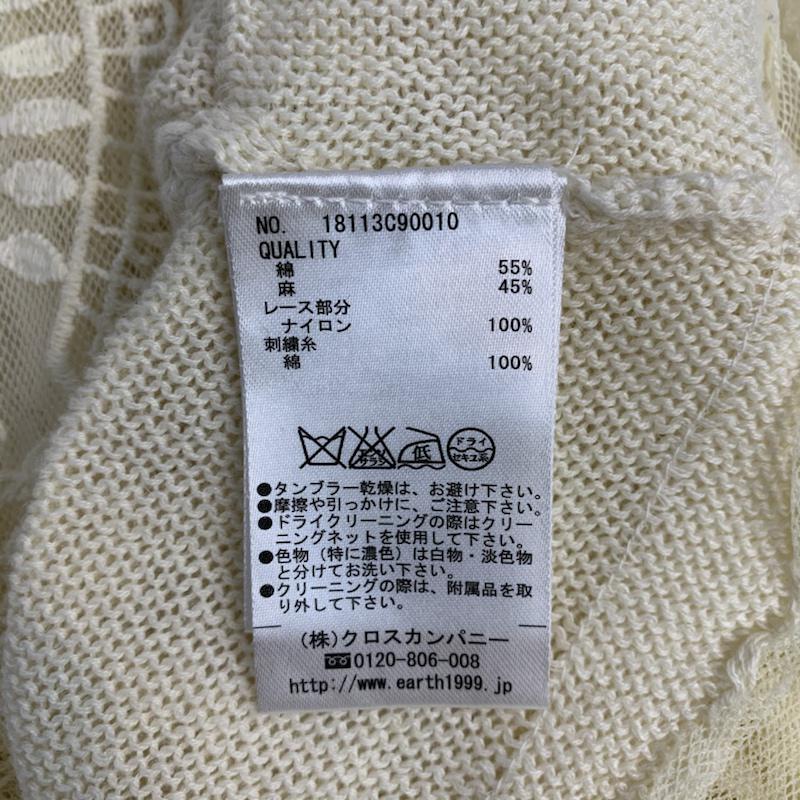 NO. 18113C90010
QUALITY
綿 55%
麻 45%
レース部分
ナイロン 100%
刺繍糸
綿 100%
エンソ サラシ 低 ドライ セキユ系
●タンブラー乾燥は、お避け下さい。
●摩擦や引っかけに、ご注意下さい。
●ドライクリーニングの際はクリー
ニングネットを使用して下さい。
●色物（特に濃色）は白物・淡色物
と分けてお洗い下さい。
●クリーニングの際は、附属品を取
り外して下さい。
(株)クロスカンパニー
0120-806-008
http://www.earth1999.jp